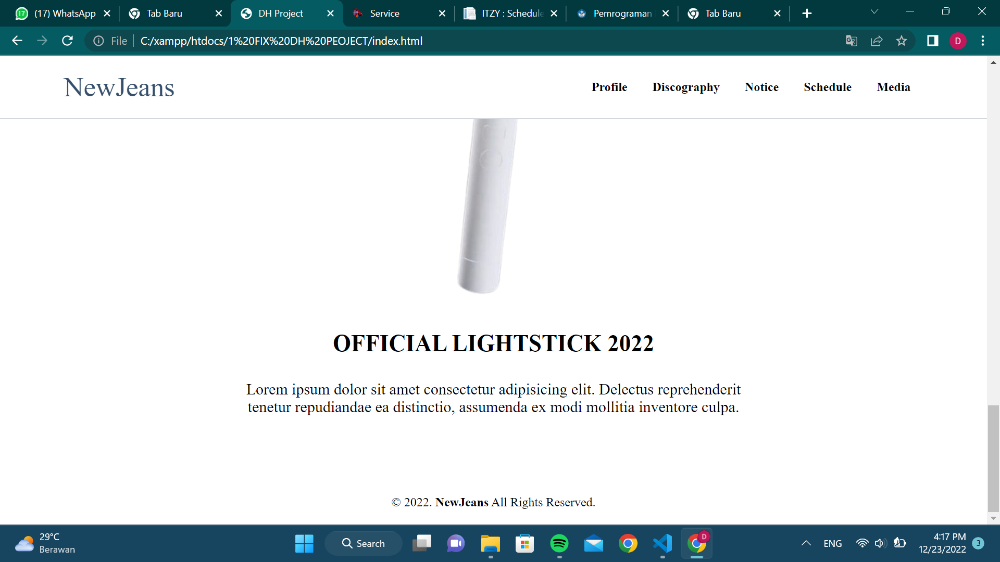 (17) WhatsApp
Tab Baru
DH Project
Service
ITZY : Schedule
Pemrograman
Tab Baru
File
C:/xampp/htdocs/1%20FIX%20DH%20PEOJECT/index.html
D
NewJeans
Profile
Discography
Notice
Schedule
Media
OFFICIAL LIGHTSTICK 2022
Lorem ipsum dolor sit amet consectetur adipisicing elit. Delectus reprehenderit
tenetur repudiandae ea distinctio, assumenda ex modi mollitia inventore culpa.
© 2022. NewJeans All Rights Reserved.
29°C
Berawan
Search
D
ENG
4:17 PM
12/23/2022
3